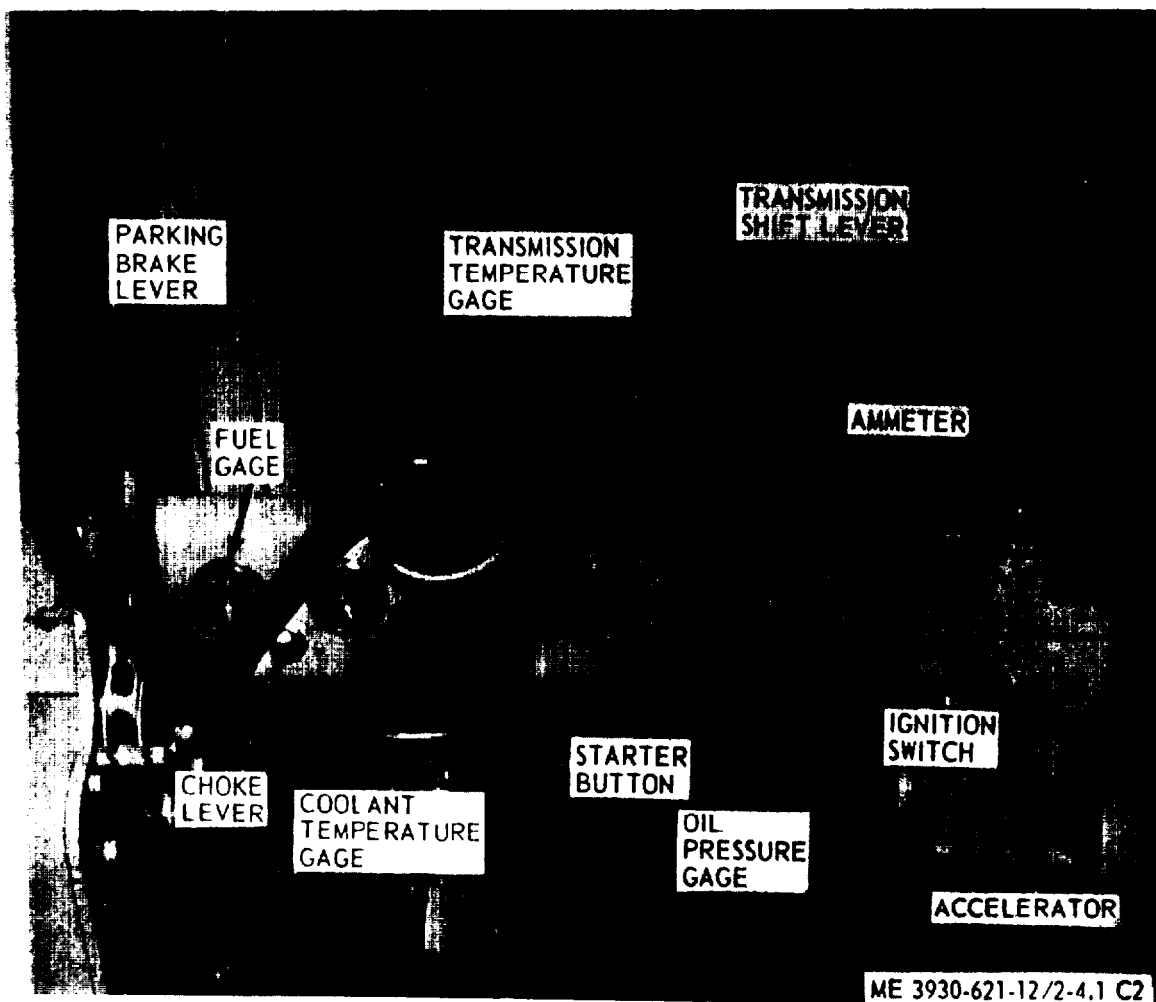 TRANSMISSION
SHIFT LEVER
PARKING
BRAKE
LEVER
TRANSMISSION
TEMPERATURE
GAGE
AMMETER
FUEL
GAGE
IGNITION
SWITCH
STARTER
BUTTON
CHOKE
LEVER
COOLANT
TEMPERATURE
GAGE
OIL
PRESSURE
GAGE
ACCELERATOR
ME 3930-621-12/2-4.1 C2